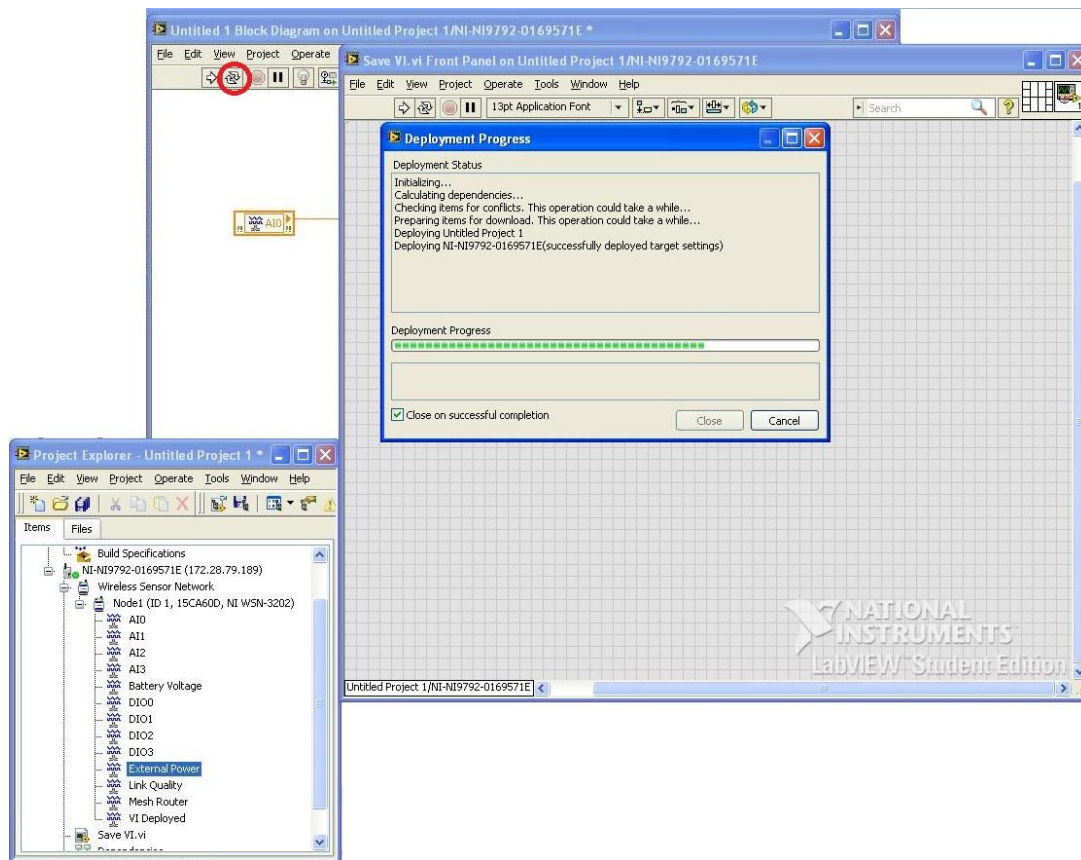 Untitled 1 Block Diagram on Untitled Project 1/NI-NI9792-0169571E *
File Edit View Project Operate
AI0
Save VI.vi Front Panel on Untitled Project 1/NI-NI9792-0169571E
File Edit View Project Operate Tools Window Help
13pt Application Font
Search
Deployment Progress
Deployment Status
Initializing...
Calculating dependencies...
Checking items for conflicts. This operation could take a while...
Preparing items for download. This operation could take a while...
Deploying Untitled Project 1
Deploying NI-NI9792-0169571E(successfully deployed target settings)
Deployment Progress
Close on successful completion
Close Cancel
NATIONAL
INSTRUMENTS
LabVIEW™ Student Edition
Untitled Project 1/NI-NI9792-0169571E
Project Explorer - Untitled Project 1 *
File Edit View Project Operate Tools Window Help
Items Files
Build Specifications
NI-NI9792-0169571E (172.28.79.189)
Wireless Sensor Network
Node1 (ID 1, 15CA60D, NI WSN-3202)
AI0
AI1
AI2
AI3
Battery Voltage
DIO0
DIO1
DIO2
DIO3
External Power
Link Quality
Mesh Router
VI Deployed
Save VI.vi